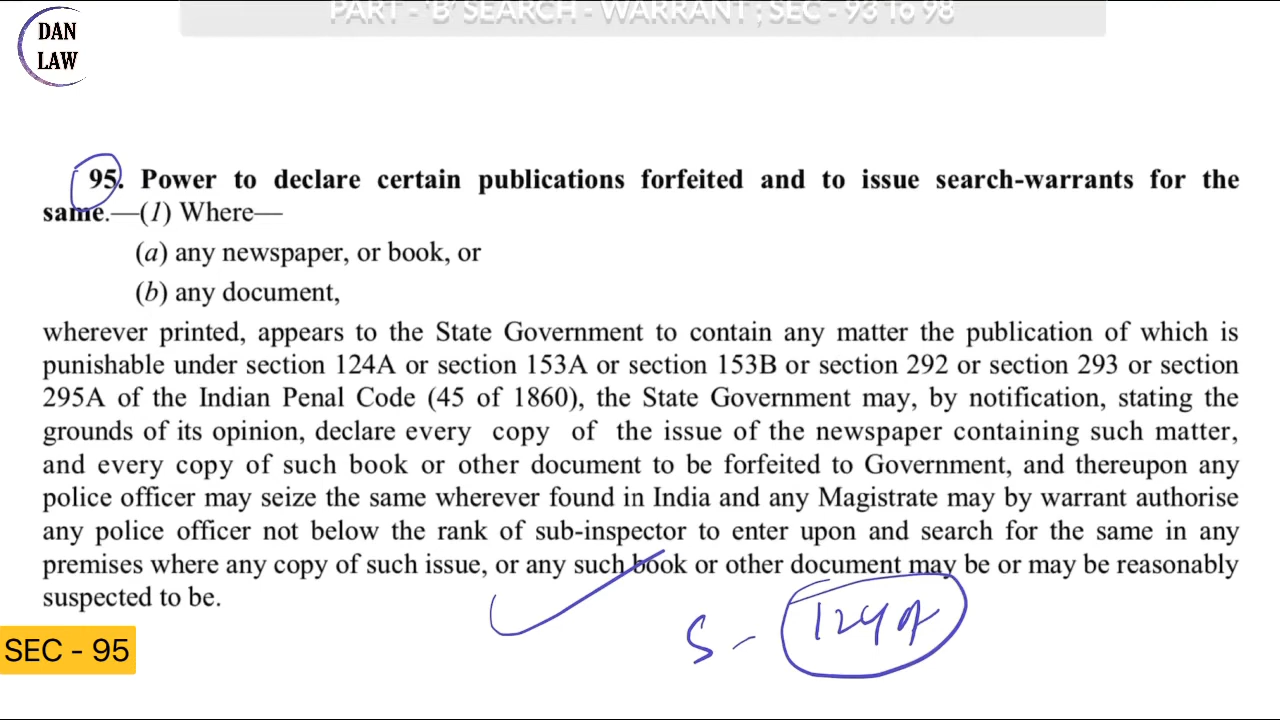 PART - 'B' SEARCH - WARRANT ; SEC - 93 To 98
DAN
LAW
95. Power to declare certain publications forfeited and to issue search-warrants for the
same.—(1) Where—
(a) any newspaper, or book, or
(b) any document,
wherever printed, appears to the State Government to contain any matter the publication of which is
punishable under section 124A or section 153A or section 153B or section 292 or section 293 or section
295A of the Indian Penal Code (45 of 1860), the State Government may, by notification, stating the
grounds of its opinion, declare every copy of the issue of the newspaper containing such matter,
and every copy of such book or other document to be forfeited to Government, and thereupon any
police officer may seize the same wherever found in India and any Magistrate may by warrant authorise
any police officer not below the rank of sub-inspector to enter upon and search for the same in any
premises where any copy of such issue, or any such book or other document may be or may be reasonably
suspected to be.
S - 124A
SEC - 95